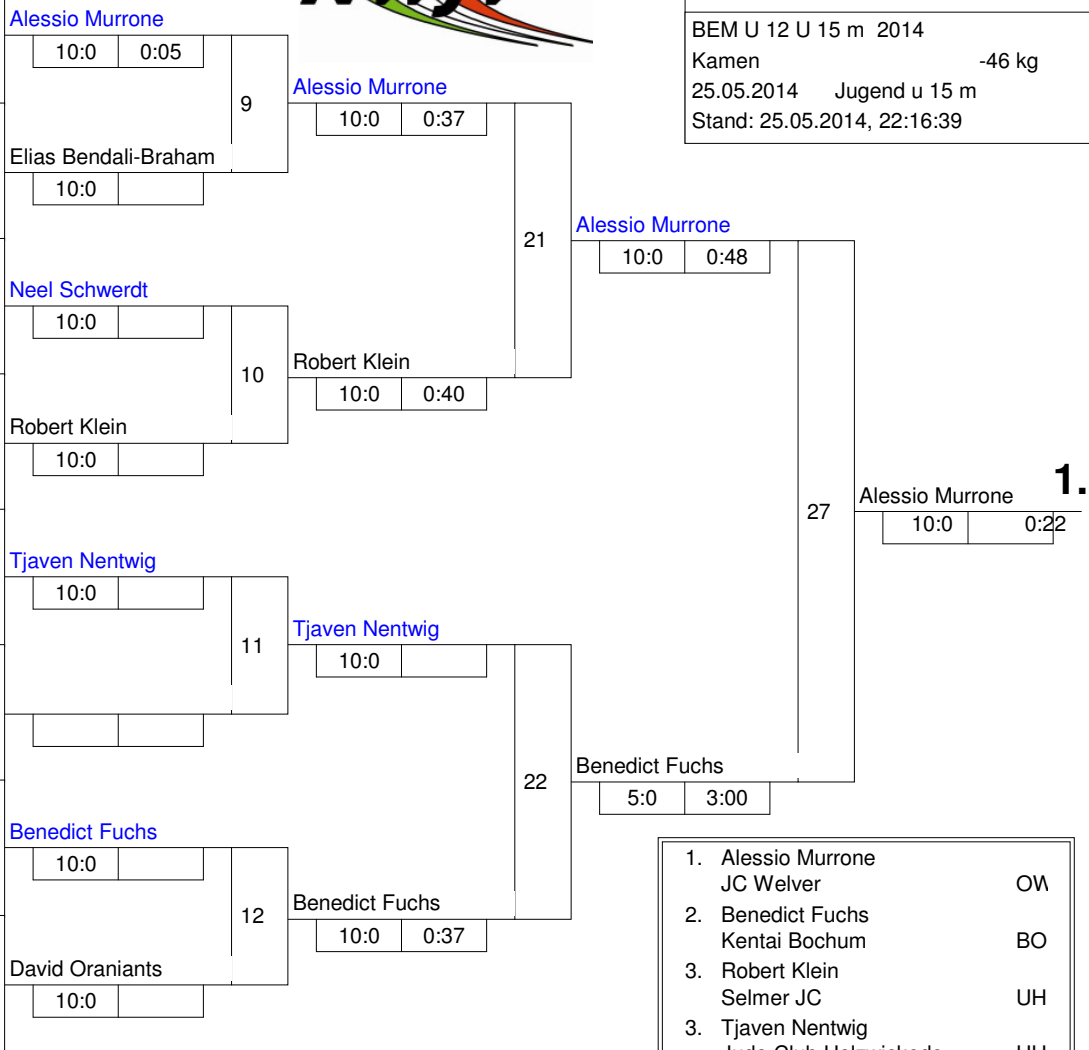 Alessio Murrone
10:0 0:05
9
Elias Bendali-Braham
10:0
Neel Schwerdt
10:0
10
Robert Klein
10:0
Tjaven Nentwig
10:0
11
Benedict Fuchs
10:0
12
David Oraniants
10:0
Alessio Murrone
10:0 0:37
21
Robert Klein
10:0 0:40
Tjaven Nentwig
10:0
22
Benedict Fuchs
10:0 0:37
Alessio Murrone
10:0 0:48
27
Benedict Fuchs
5:0 3:00
Alessio Murrone 1.
10:0 0:22
BEM U 12 U 15 m 2014
Kamen -46 kg
25.05.2014 Jugend u 15 m
Stand: 25.05.2014, 22:16:39
1. Alessio Murrone
JC Welver
2. Benedict Fuchs
Kentai Bochum BO
3. Robert Klein
Selmer JC UH
3. Tjaven Nentwig